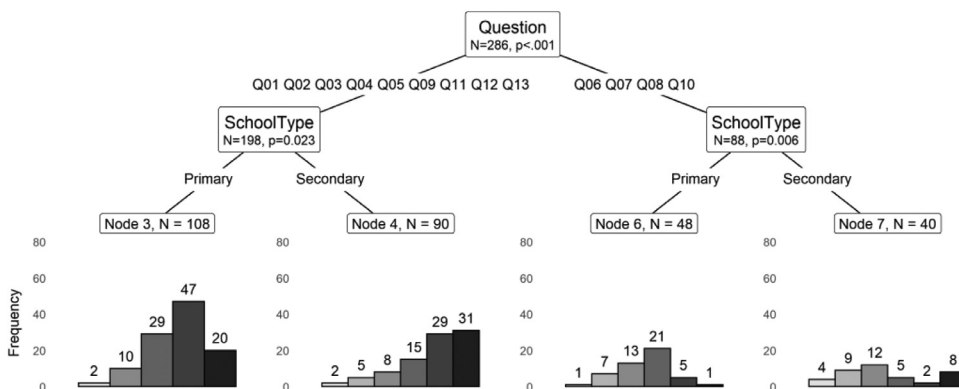 Question
N=286, p<.001
Q01 Q02 Q03 Q04 Q05 Q09 Q11 Q12 Q13
Q06 Q07 Q08 Q10
SchoolType
N=198, p=0.023
SchoolType
N=88, p=0.006
Primary
Secondary
Primary
Secondary
Node 3, N = 108
Node 4, N = 90
Node 6, N = 48
Node 7, N = 40
Frequency
80
60
40
20
0
2
10
29
47
20
80
60
40
20
0
2
5
8
15
29
31
80
60
40
20
0
1
7
13
21
5
1
80
60
40
20
0
4
9
12
5
2
8